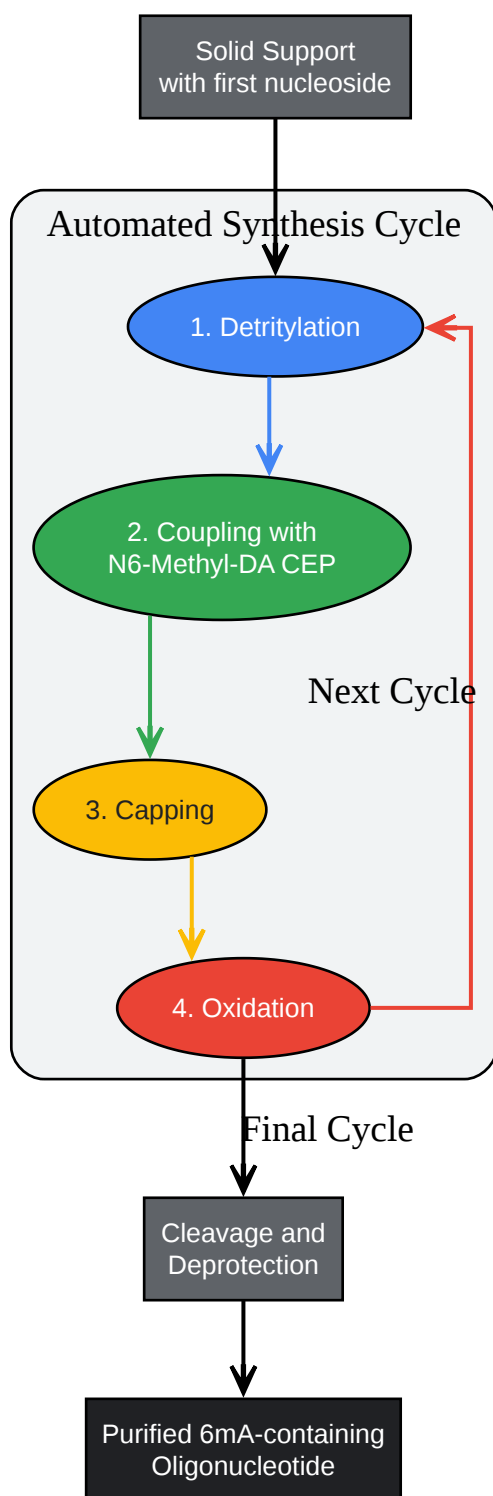 Solid Support
with first nucleoside
Automated Synthesis Cycle
1. Detritylation
2. Coupling with
N6-Methyl-DA CEP
Next Cycle
3. Capping
4. Oxidation
Final Cycle
Cleavage and
Deprotection
Purified 6mA-containing
Oligonucleotide